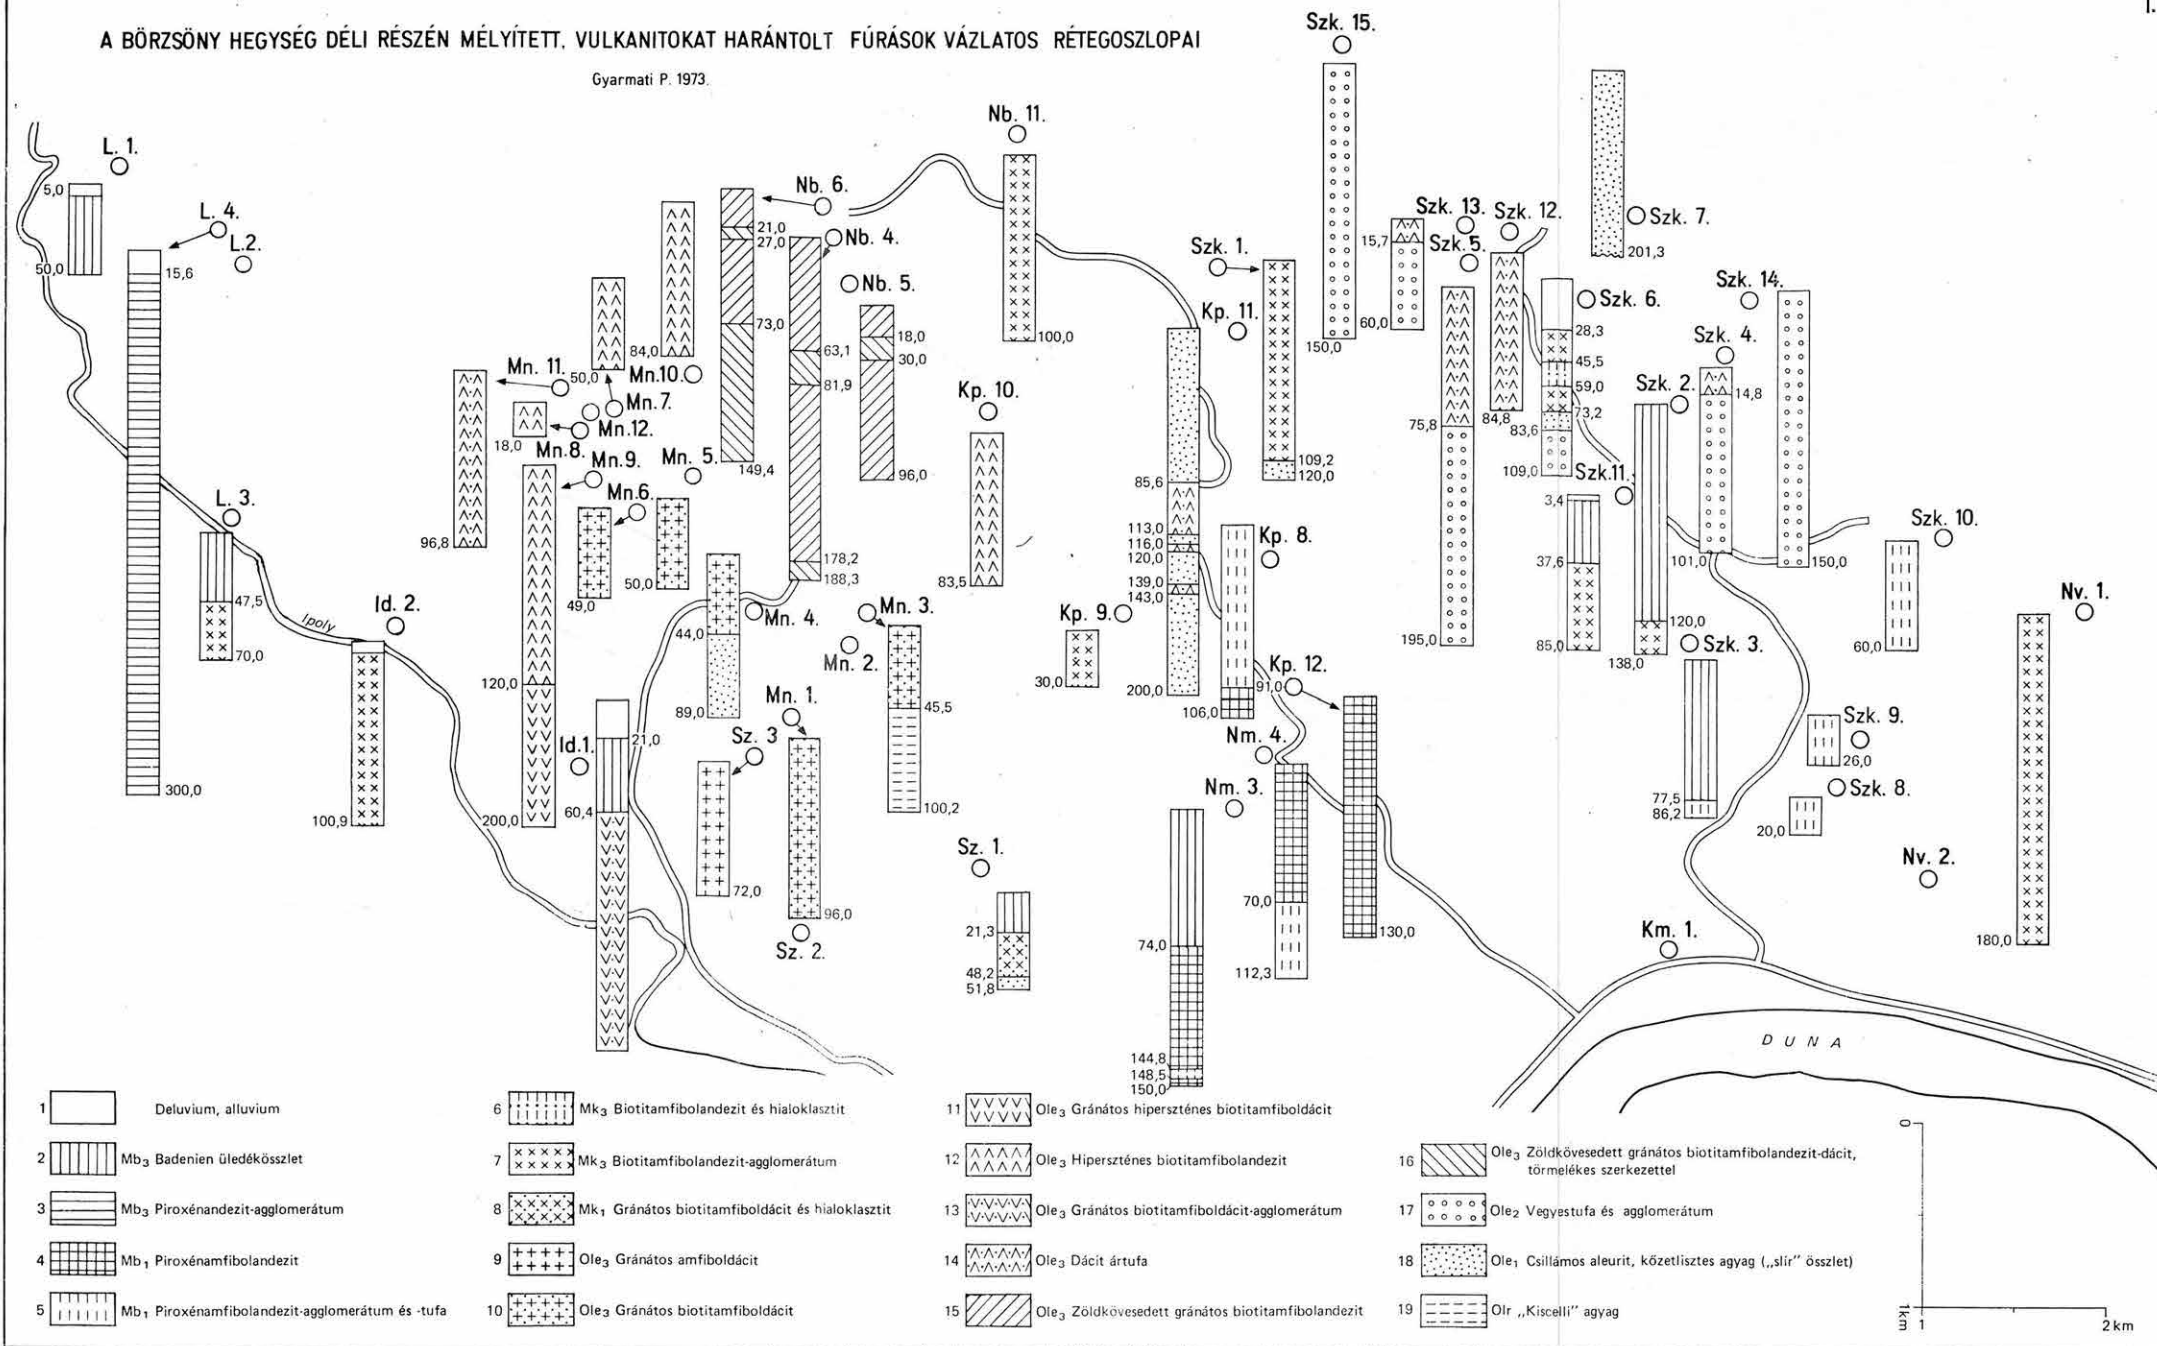 A BÖRZSÖNY HEGYSÉG DÉLI RÉSZÉN MÉLYÍTETT, VULKANITOKAT HARÁNTOLT FÚRÁSOK VÁZLATOS RÉTEGOSZLOPAI
Gyarmati P. 1973.
I.
L. 1.
5,0
50,0
L. 4.
15,6
300,0
L.2.
L. 3.
47,5
70,0
Ipoly
Id. 2.
100,9
Mn. 11.
96,8
Mn.12.
18,0
50,0
Mn.7.
84,0
Mn.10.
Mn.8.
Mn.9.
120,0
200,0
Mn.6.
49,0
Mn. 5.
50,0
Nb. 6.
21,0
27,0
73,0
149,4
Nb. 4.
63,1
81,9
178,2
188,3
Nb. 5.
18,0
30,0
96,0
Mn. 4.
44,0
89,0
Mn. 3.
45,5
100,2
Mn. 2.
Mn. 1.
96,0
Id.1.
21,0
60,4
Sz. 3
72,0
Sz. 2.
Sz. 1.
21,3
48,2
51,8
Nb. 11.
100,0
Kp. 10.
83,5
Kp. 9.
30,0
Kp. 11.
85,6
113,0
116,0
120,0
139,0
143,0
200,0
Kp. 8.
91,0
106,0
Kp. 12.
130,0
Nm. 4.
70,0
112,3
Nm. 3.
74,0
144,8
148,5
150,0
Szk. 1.
109,2
120,0
Szk. 15.
150,0
Szk. 13.
15,7
60,0
Szk. 5.
75,8
195,0
Szk. 12.
84,8
Szk. 7.
201,3
Szk. 6.
28,3
45,5
59,0
73,2
83,6
109,0
Szk.11.
3,4
37,6
85,0
Szk. 2.
120,0
138,0
Szk. 4.
14,8
101,0
Szk. 14.
150,0
Szk. 3.
77,5
86,2
Szk. 10.
60,0
Szk. 9.
26,0
Szk. 8.
20,0
Nv. 1.
180,0
Nv. 2.
Km. 1.
DUNA
1 Deluvium, alluvium
2 Mb3 Badenien üledékösszlet
3 Mb3 Piroxénandezit-agglomerátum
4 Mb1 Piroxénamfibolandezit
5 Mb1 Piroxénamfibolandezit-agglomerátum és -tufa
6 Mk3 Biotitamfibolandezit és hialoklasztit
7 Mk3 Biotitamfibolandezit-agglomerátum
8 Mk1 Gránátos biotitamfiboldácit és hialoklasztit
9 Ole3 Gránátos amfiboldácit
10 Ole3 Gránátos biotitamfiboldácit
11 Ole3 Gránátos hiperszténes biotitamfiboldácit
12 Ole3 Hiperszténes biotitamfibolandezit
13 Ole3 Gránátos biotitamfiboldácit-agglomerátum
14 Ole3 Dácit ártufa
15 Ole3 Zöldkövesedett gránátos biotitamfibolandezit
16 Ole3 Zöldkövesedett gránátos biotitamfibolandezit-dácit,
törmelékes szerkezettel
17 Ole2 Vegyestufa és agglomerátum
18 Ole1 Csillámos aleurit, kőzetlisztes agyag („slír” összlet)
19 Olr „Kiscelli” agyag
0
1km
1
2 km